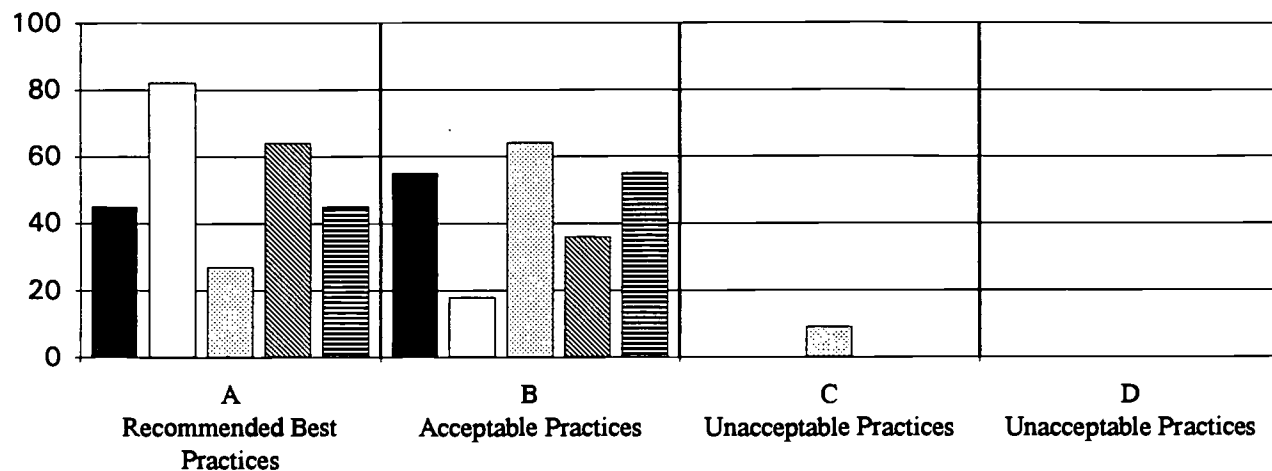 100
80
60
40
20
0
A
Recommended Best
Practices
B
Acceptable Practices
C
Unacceptable Practices
D
Unacceptable Practices